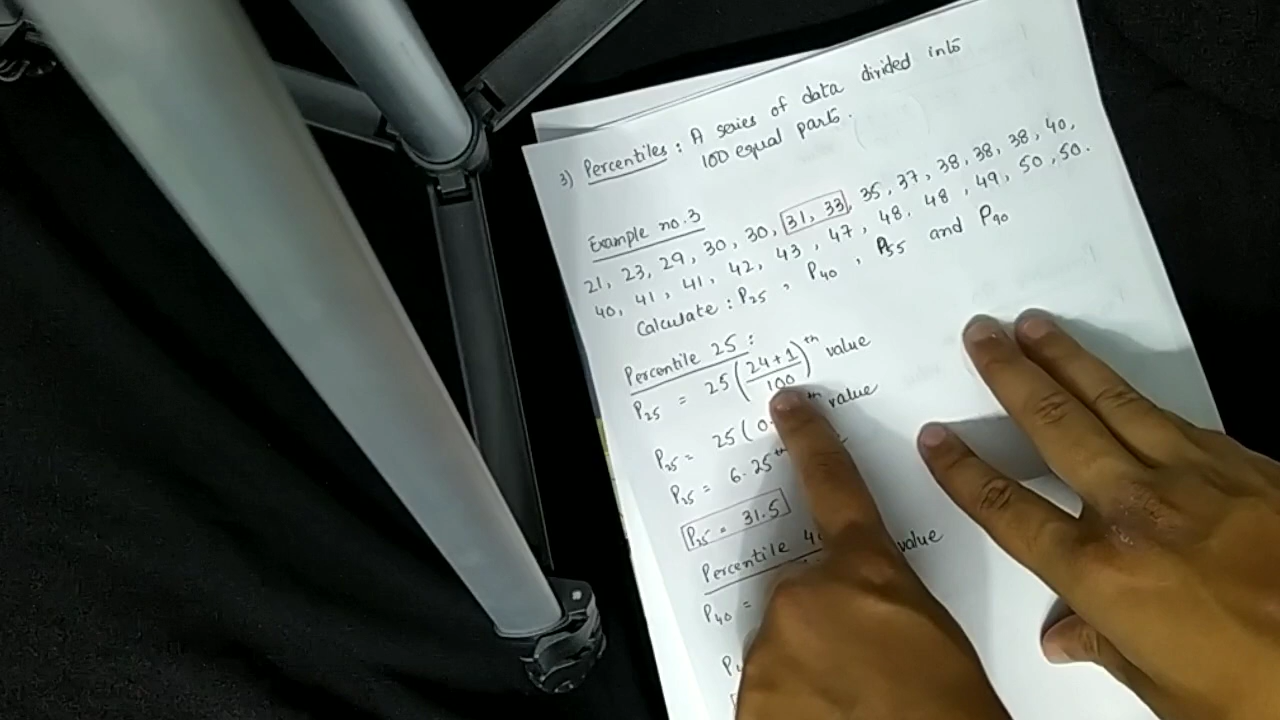 3) Percentiles : A series of data divided into
100 equal parts.
Example no.3
21, 23, 29, 30, 30, 31, 33, 35, 37, 38, 38, 38, 40,
40, 41, 41, 42, 43, 47, 48. 48, 49, 50, 50.
Calculate : P25, P40, P55 and P90
Percentile 25 :
P25 = 25 (24+1/100)th value
P25 = 25 (0. th value
P25 = 6.25th
P25 = 31.5
Percentile
P40 = value